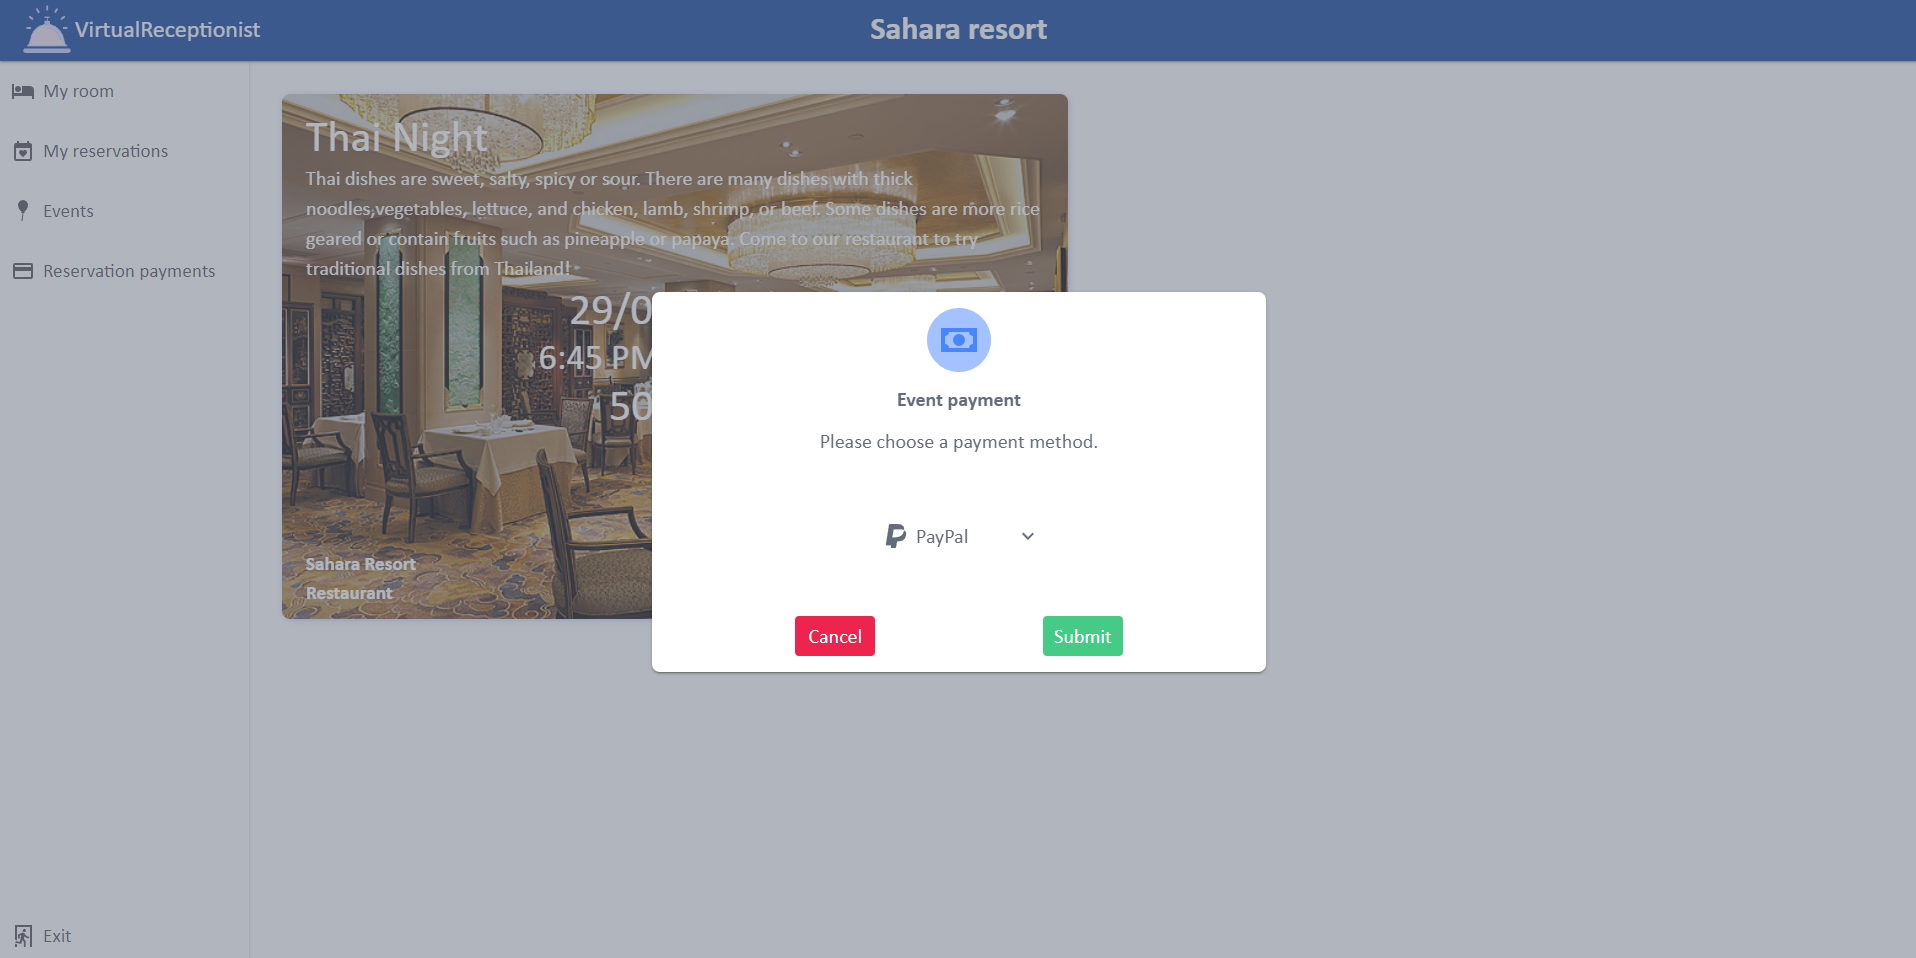 VirtualReceptionist
Sahara resort
My room
My reservations
Events
Reservation payments
Exit
Thai Night
Thai dishes are sweet, salty, spicy or sour. There are many dishes with thick
noodles,vegetables, lettuce, and chicken, lamb, shrimp, or beef. Some dishes are more rice
geared or contain fruits such as pineapple or papaya. Come to our restaurant to try
traditional dishes from Thailand!
29/0
6:45 PM
50
Sahara Resort
Restaurant
Event payment
Please choose a payment method.
PayPal
Cancel
Submit